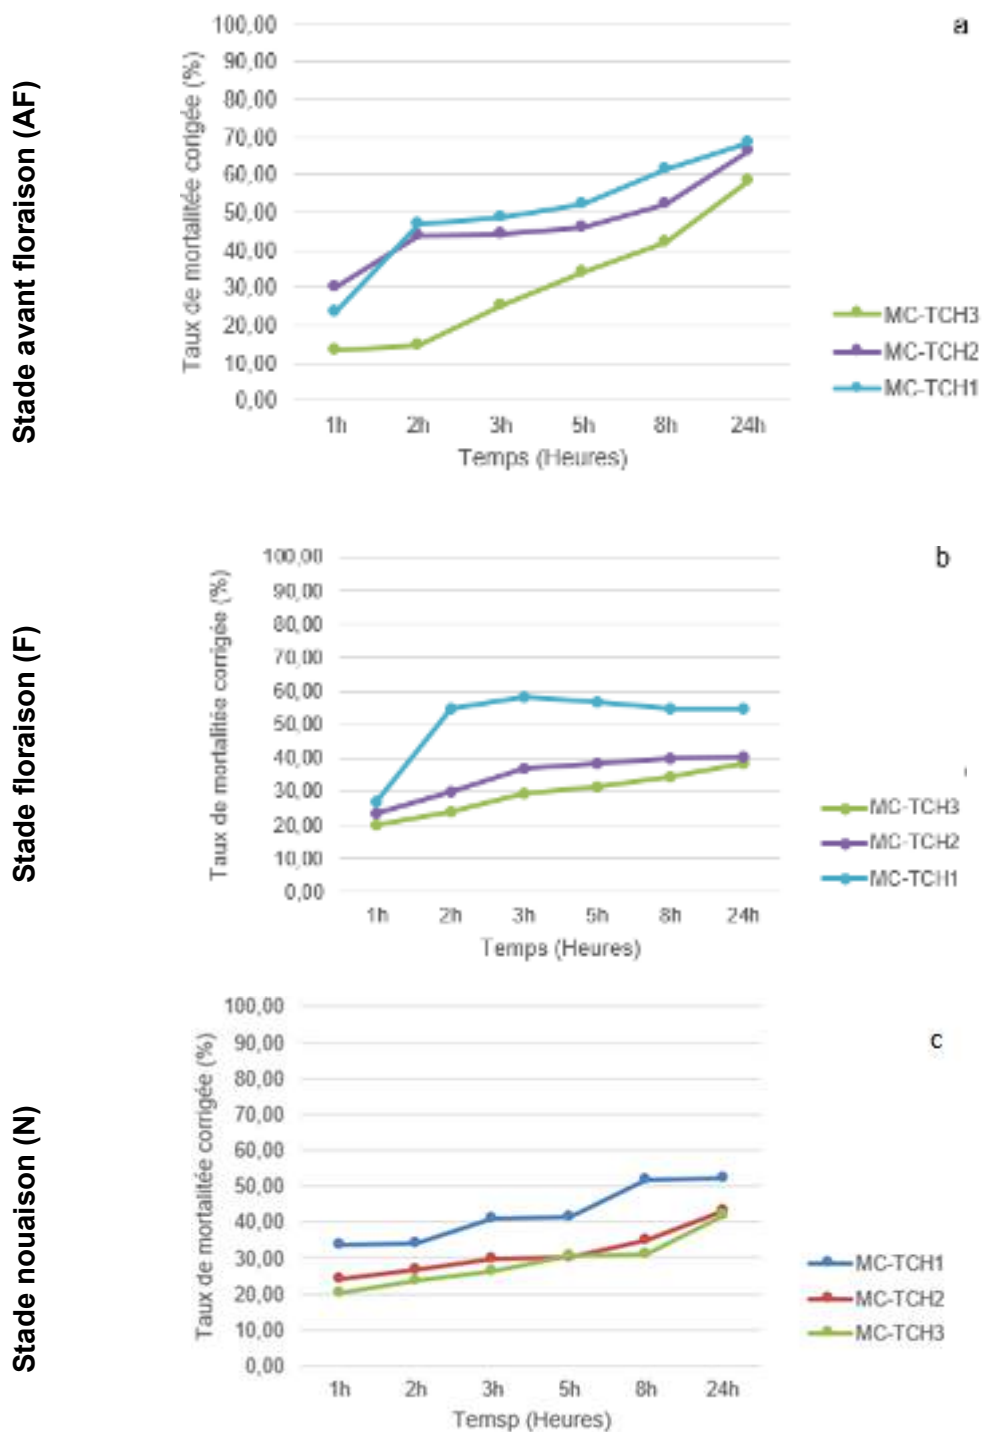 Stade avant floraison (AF)
a
Taux de mortalitée corigée (%)
100,00
90,00
80,00
70,00
60,00
50,00
40,00
30,00
20,00
10,00
0,00
1h 2h 3h 5h 8h 24h
Temps (Heures)
MC-TCH3
MC-TCH2
MC-TCH1
Stade floraison (F)
b
Taux de mortalitée corrigée (%)
100,00
90,00
80,00
70,00
60,00
50,00
40,00
30,00
20,00
10,00
0,00
1h 2h 3h 5h 8h 24h
Temps (Heures)
MC-TCH3
MC-TCH2
MC-TCH1
Stade nouaison (N)
c
Taux de mortalitée corrigée (%)
100,00
90,00
80,00
70,00
60,00
50,00
40,00
30,00
20,00
10,00
0,00
1h 2h 3h 5h 8h 24h
Temsp (Heures)
MC-TCH1
MC-TCH2
MC-TCH3